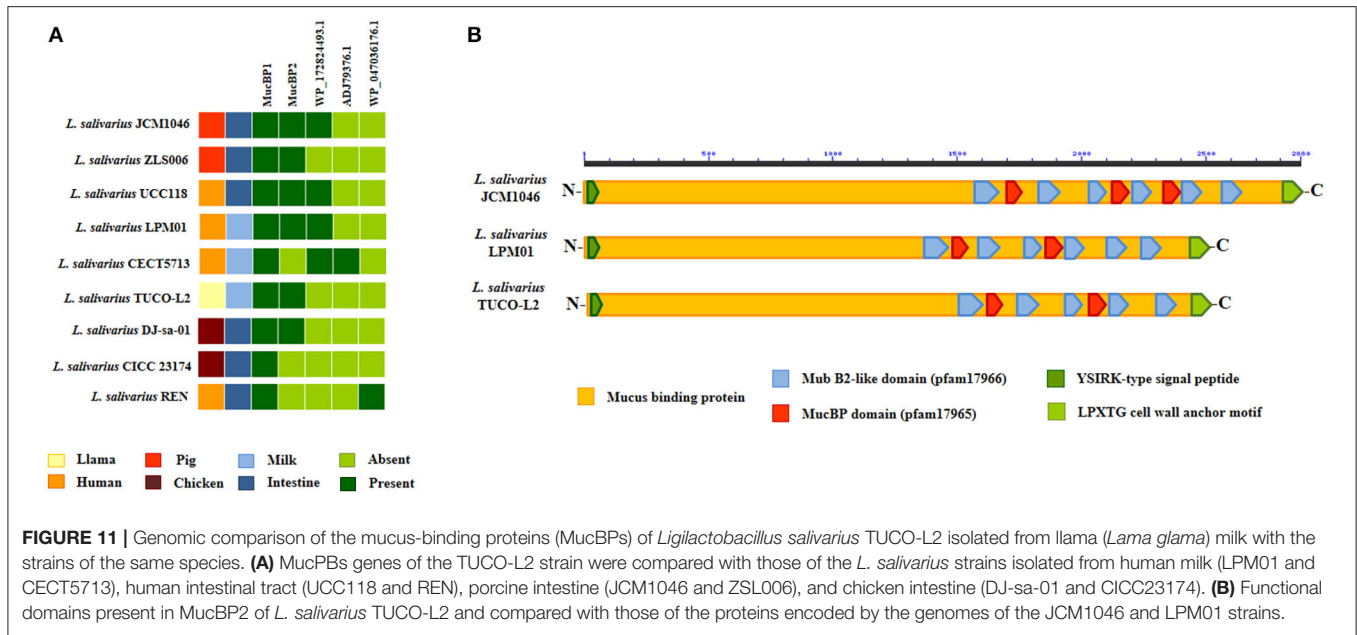 A
MucBP1
MucBP2
WP_172824493.1
ADJ79376.1
WP_047036176.1
L. salivarius JCM1046
L. salivarius ZLS006
L. salivarius UCC118
L. salivarius LPM01
L. salivarius CECT5713
L. salivarius TUCO-L2
L. salivarius DJ-sa-01
L. salivarius CICC 23174
L. salivarius REN
Llama
Pig
Milk
Absent
Human
Chicken
Intestine
Present
B
1 500 1000 1500 2000 2500 2880
L. salivarius
JCM1046
N- -C
L. salivarius
LPM01
N- -C
L. salivarius
TUCO-L2
N- -C
Mucus binding protein
Mub B2-like domain (pfam17966)
MucBP domain (pfam17965)
YSIRK-type signal peptide
LPXTG cell wall anchor motif
FIGURE 11 | Genomic comparison of the mucus-binding proteins (MucBPs) of Ligilactobacillus salivarius TUCO-L2 isolated from llama (Lama glama) milk with the
strains of the same species. (A) MucPBs genes of the TUCO-L2 strain were compared with those of the L. salivarius strains isolated from human milk (LPM01 and
CECT5713), human intestinal tract (UCC118 and REN), porcine intestine (JCM1046 and ZSL006), and chicken intestine (DJ-sa-01 and CICC23174). (B) Functional
domains present in MucBP2 of L. salivarius TUCO-L2 and compared with those of the proteins encoded by the genomes of the JCM1046 and LPM01 strains.